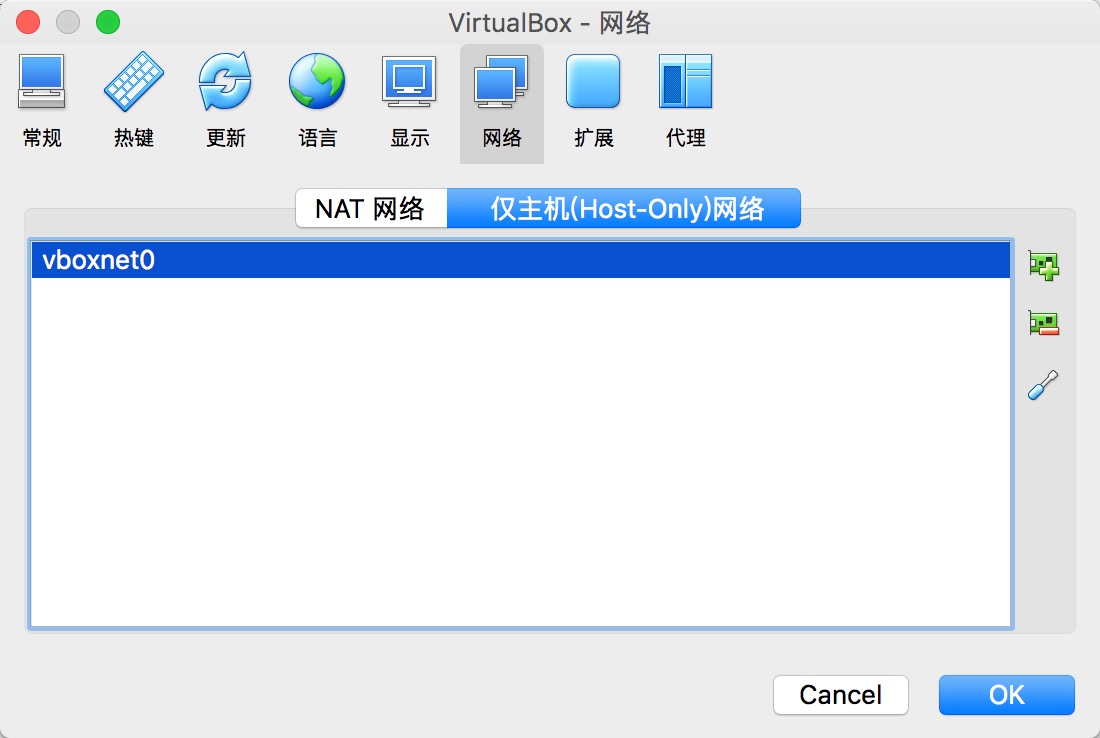 VirtualBox - 网络
常规 热键 更新 语言 显示 网络 扩展 代理
NAT 网络 仅主机(Host-Only)网络
vboxnet0
Cancel OK